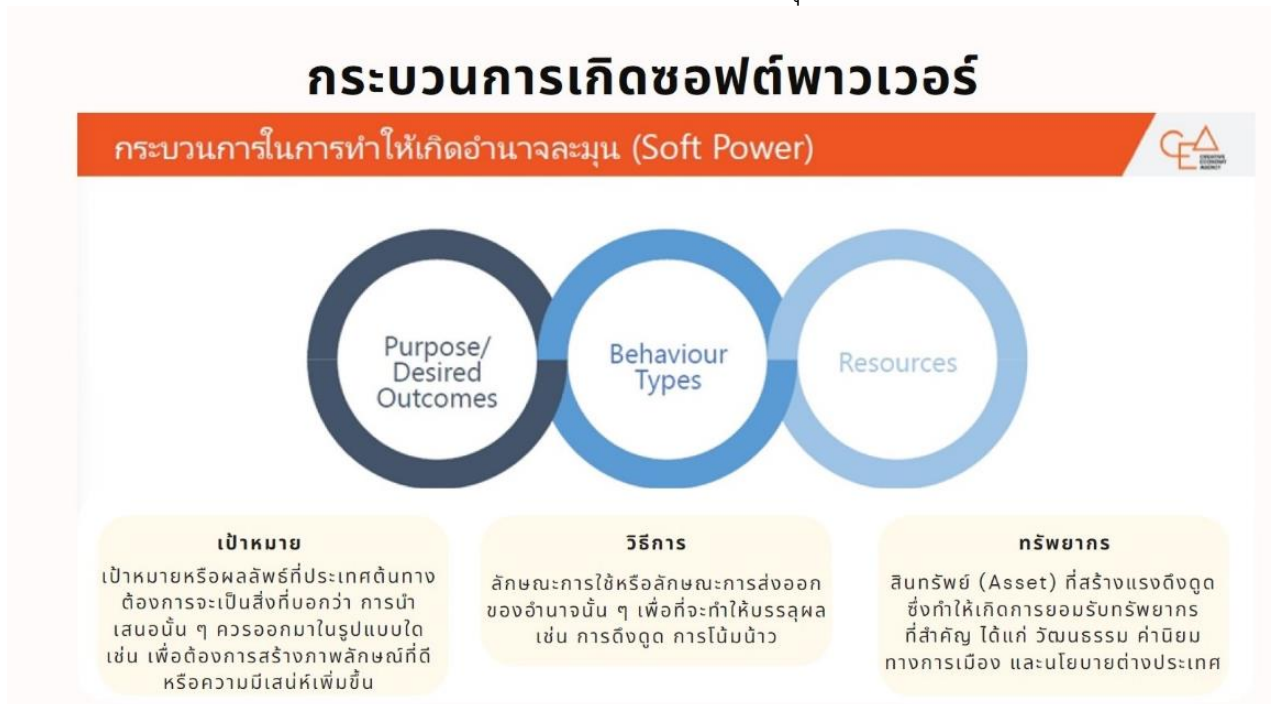 กระบวนการเกิดซอฟต์พาวเวอร์
กระบวนการในการทำให้เกิดอำนาจละมุน (Soft Power)
CEA
CREATIVE
ECONOMY
AGENCY
Purpose/
Desired
Outcomes
Behaviour
Types
Resources
เป้าหมาย
เป้าหมายหรือผลลัพธ์ที่ประเทศต้นทาง
ต้องการจะเป็นสิ่งที่บอกว่า การนำ
เสนอนั้น ๆ ควรออกมาในรูปแบบใด
เช่น เพื่อต้องการสร้างภาพลักษณ์ที่ดี
หรือความมีเสน่ห์เพิ่มขึ้น
วิธีการ
ลักษณะการใช้หรือลักษณะการส่งออก
ของอำนาจนั้น ๆ เพื่อที่จะทำให้บรรลุผล
เช่น การดึงดูด การโน้มน้าว
ทรัพยากร
สินทรัพย์ (Asset) ที่สร้างแรงดึงดูด
ซึ่งทำให้เกิดการยอมรับทรัพยากร
ที่สำคัญ ได้แก่ วัฒนธรรม ค่านิยม
ทางการเมือง และนโยบายต่างประเทศ